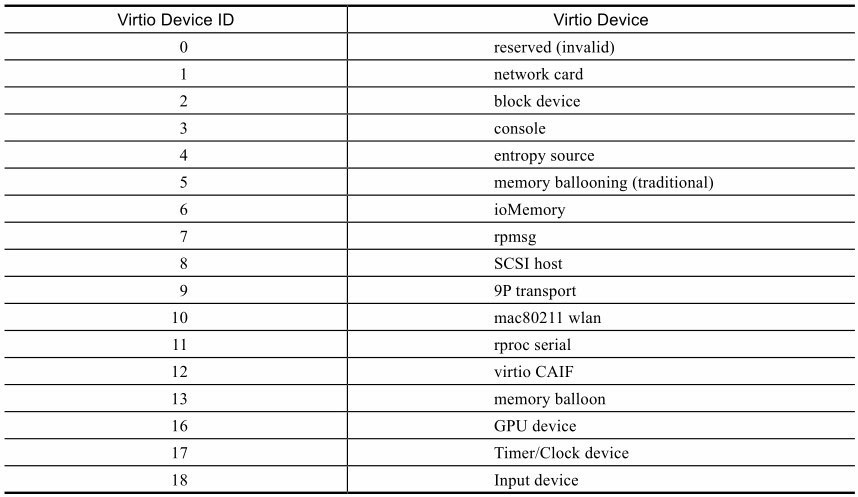 Virtio Device ID Virtio Device
0 reserved (invalid)
1 network card
2 block device
3 console
4 entropy source
5 memory ballooning (traditional)
6 ioMemory
7 rpmsg
8 SCSI host
9 9P transport
10 mac80211 wlan
11 rproc serial
12 virtio CAIF
13 memory balloon
16 GPU device
17 Timer/Clock device
18 Input device